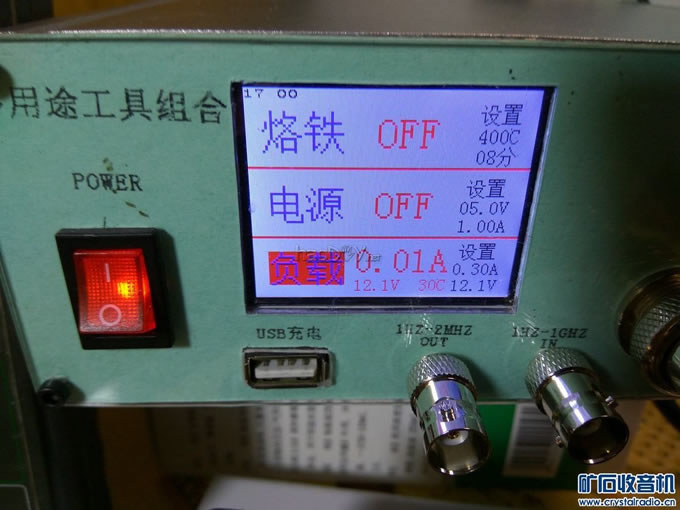 用途工具组合
POWER
17 00
烙铁 OFF 设置
400C
08分
电源 OFF 设置
05.0V
1.00A
负载 0.01A 设置
0.30A
12.1V 30C 12.1V
USB充电
1HZ-2MHZ
OUT
1HZ-1GHZ
IN
矿石收音机
www.crystalradio.cn